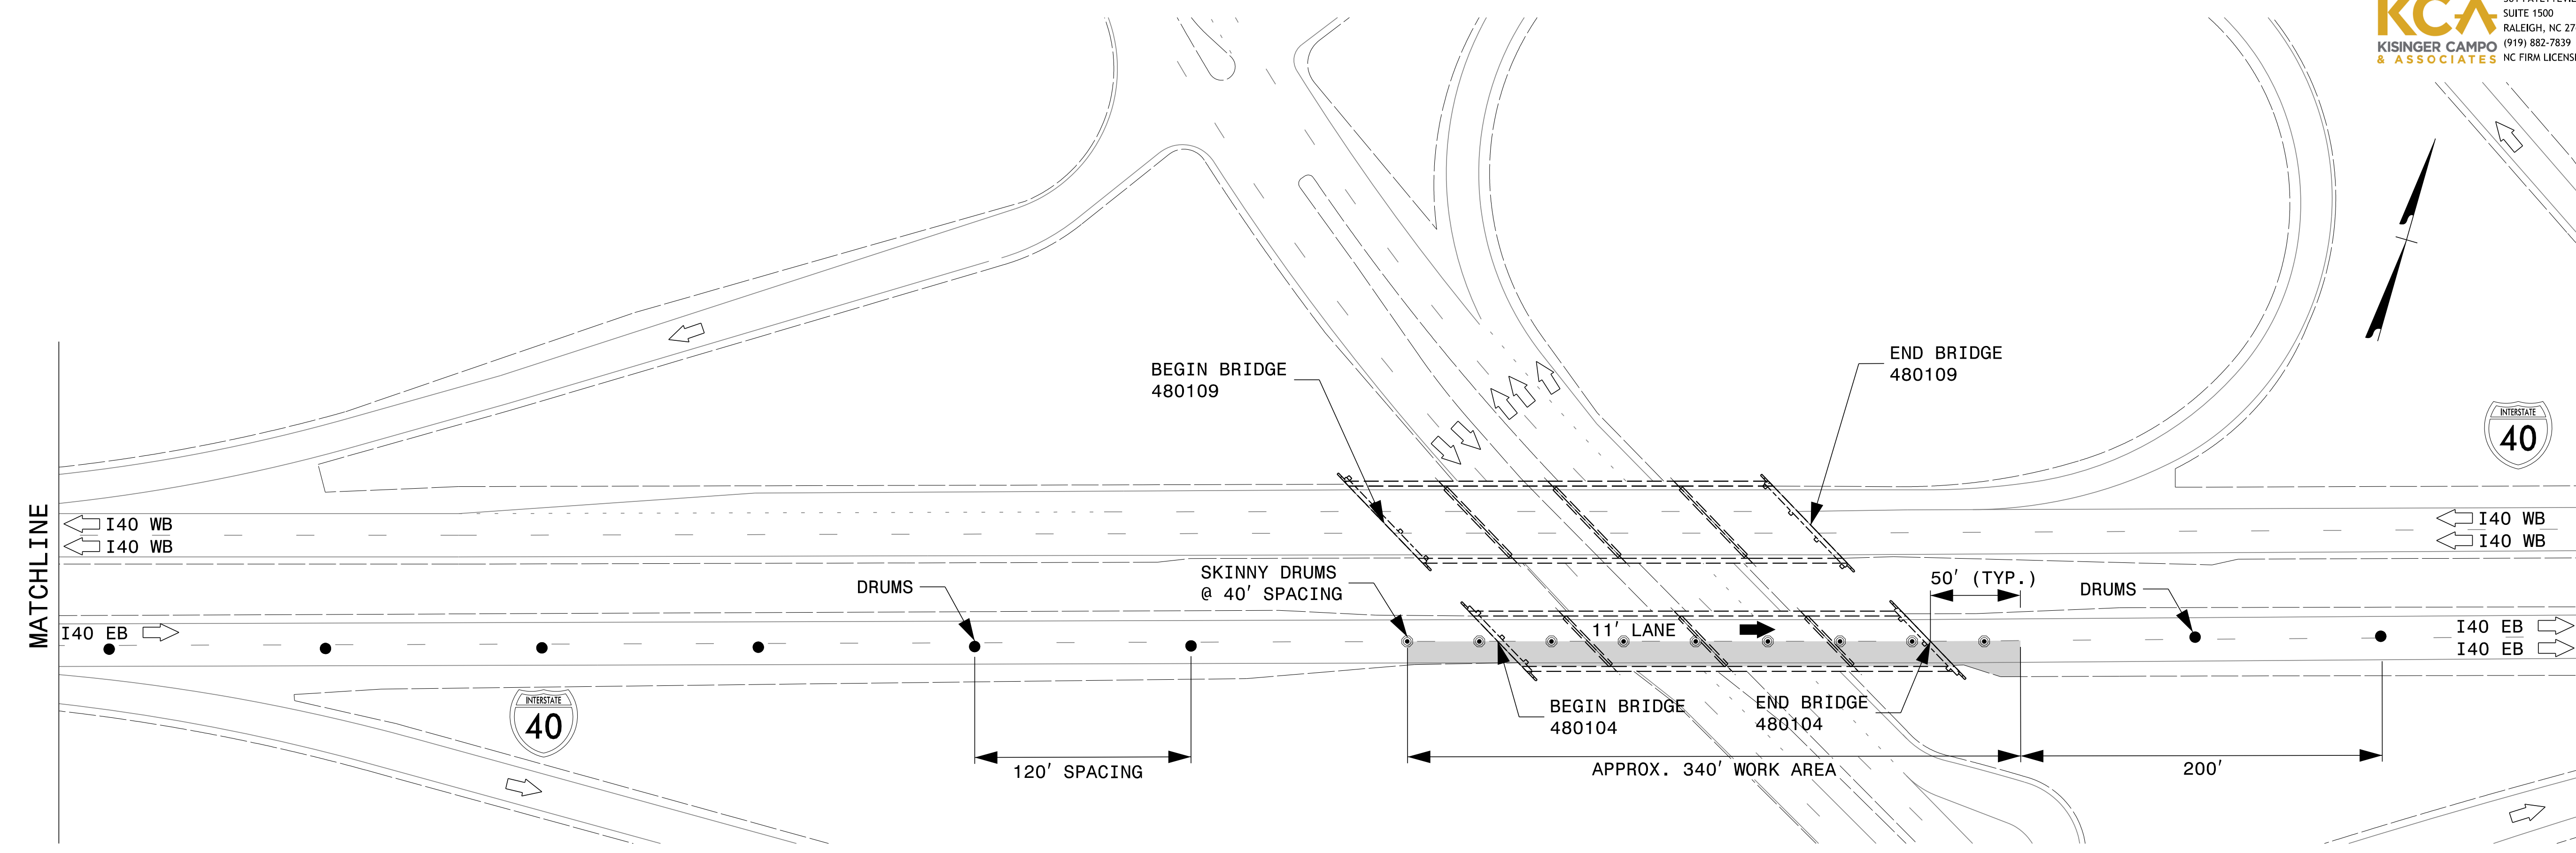 KCA
KISINGER CAMPO
& ASSOCIATES
SUITE 1500
RALEIGH, NC 27
(919) 882-7839
NC FIRM LICENS
BEGIN BRIDGE
480109
END BRIDGE
480109
INTERSTATE
40
MATCHLINE
I40 WB
I40 WB
I40 WB
I40 WB
DRUMS
SKINNY DRUMS
@ 40' SPACING
50' (TYP.)
DRUMS
I40 EB
11' LANE
I40 EB
I40 EB
INTERSTATE
40
BEGIN BRIDGE
480104
END BRIDGE
480104
120' SPACING
APPROX. 340' WORK AREA
200'